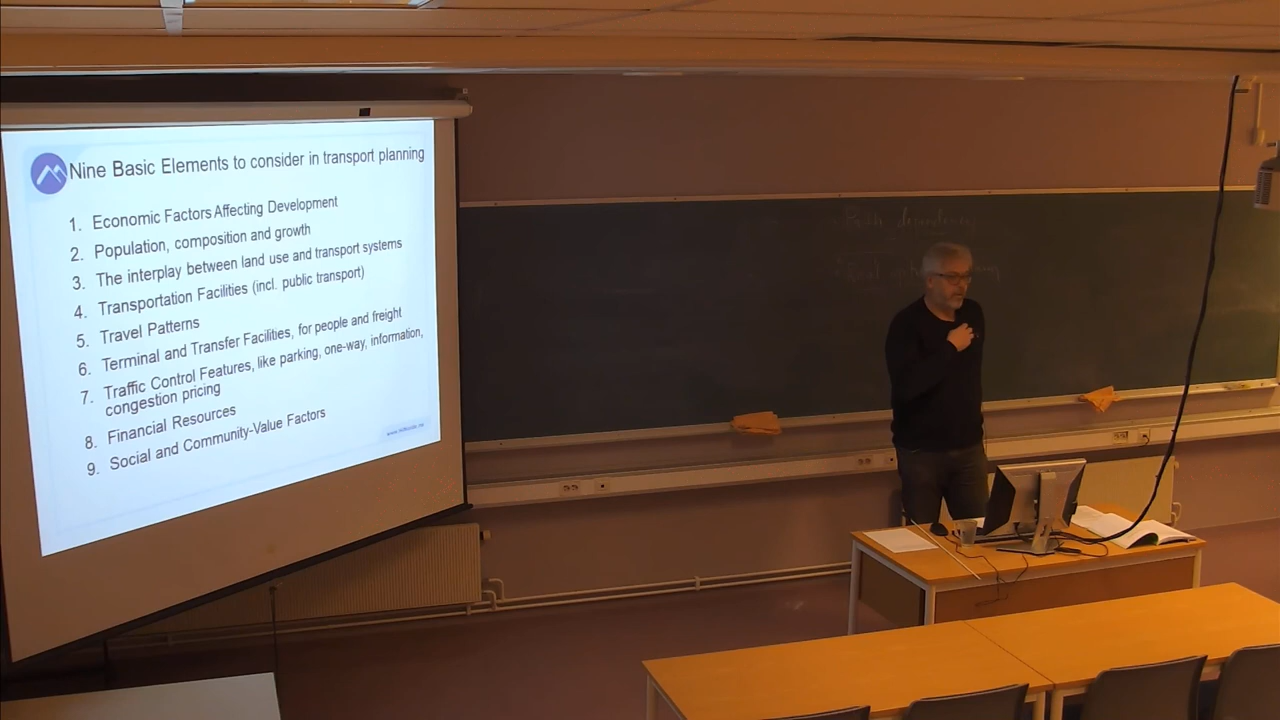 Nine Basic Elements to consider in transport planning
1. Economic Factors Affecting Development
2. Population, composition and growth
3. The interplay between land use and transport systems
4. Transportation Facilities (incl. public transport)
5. Travel Patterns
6. Terminal and Transfer Facilities, for people and freight
7. Traffic Control Features, like parking, one-way, information,
congestion pricing
8. Financial Resources
9. Social and Community-Value Factors